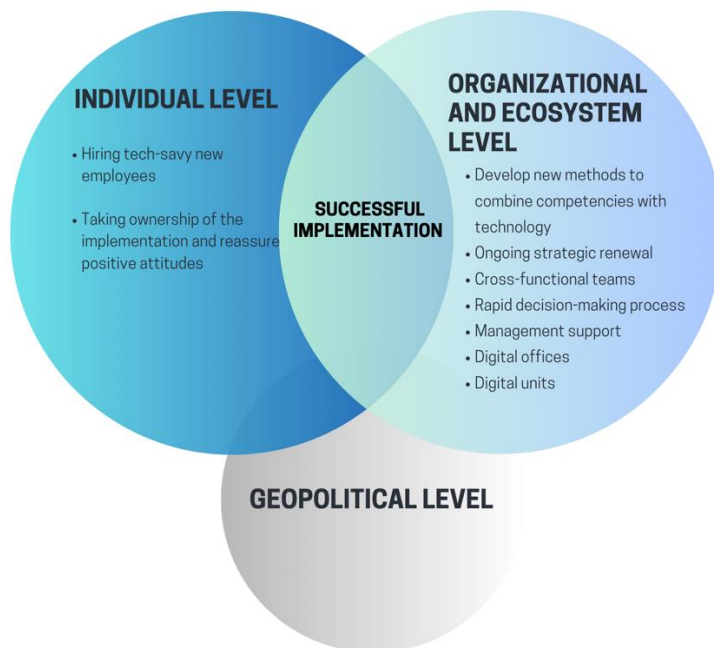 INDIVIDUAL LEVEL
• Hiring tech-savy new
employees
• Taking ownership of the
implementation and reassure
positive attitudes
SUCCESSFUL
IMPLEMENTATION
ORGANIZATIONAL
AND ECOSYSTEM
LEVEL
• Develop new methods to
combine competencies with
technology
• Ongoing strategic renewal
• Cross-functional teams
• Rapid decision-making process
• Management support
• Digital offices
• Digital units
GEOPOLITICAL LEVEL